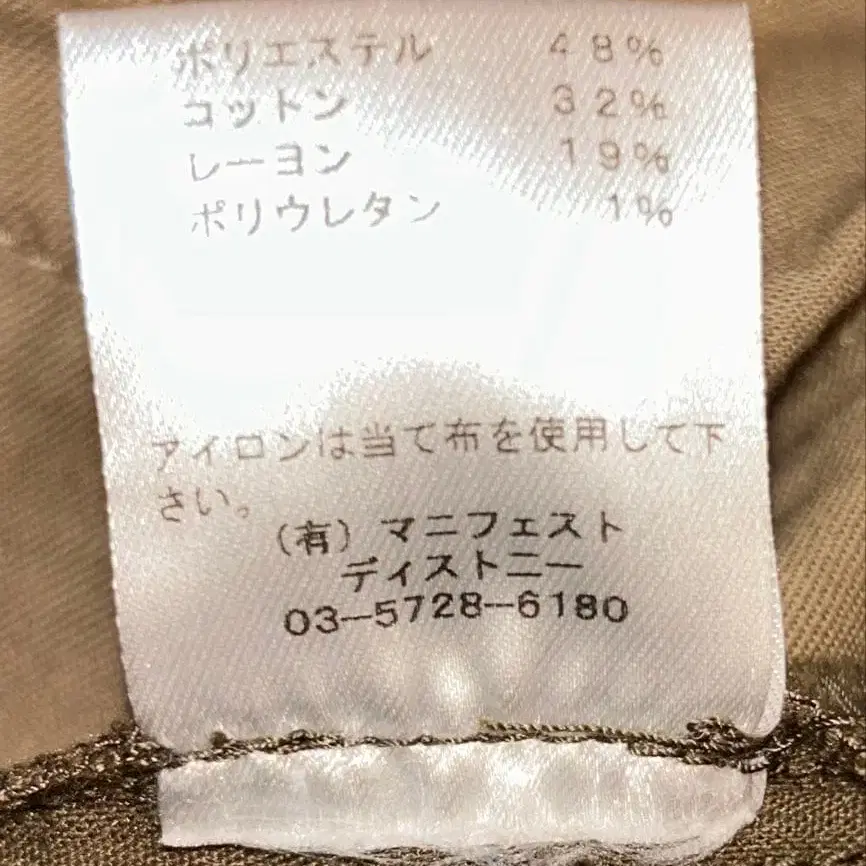 ポリエステル 48%
コットン 32%
レーヨン 19%
ポリウレタン 1%
アイロンは当て布を使用して下
さい。
(有) マニフェスト
ディストニー
03-5728-6180